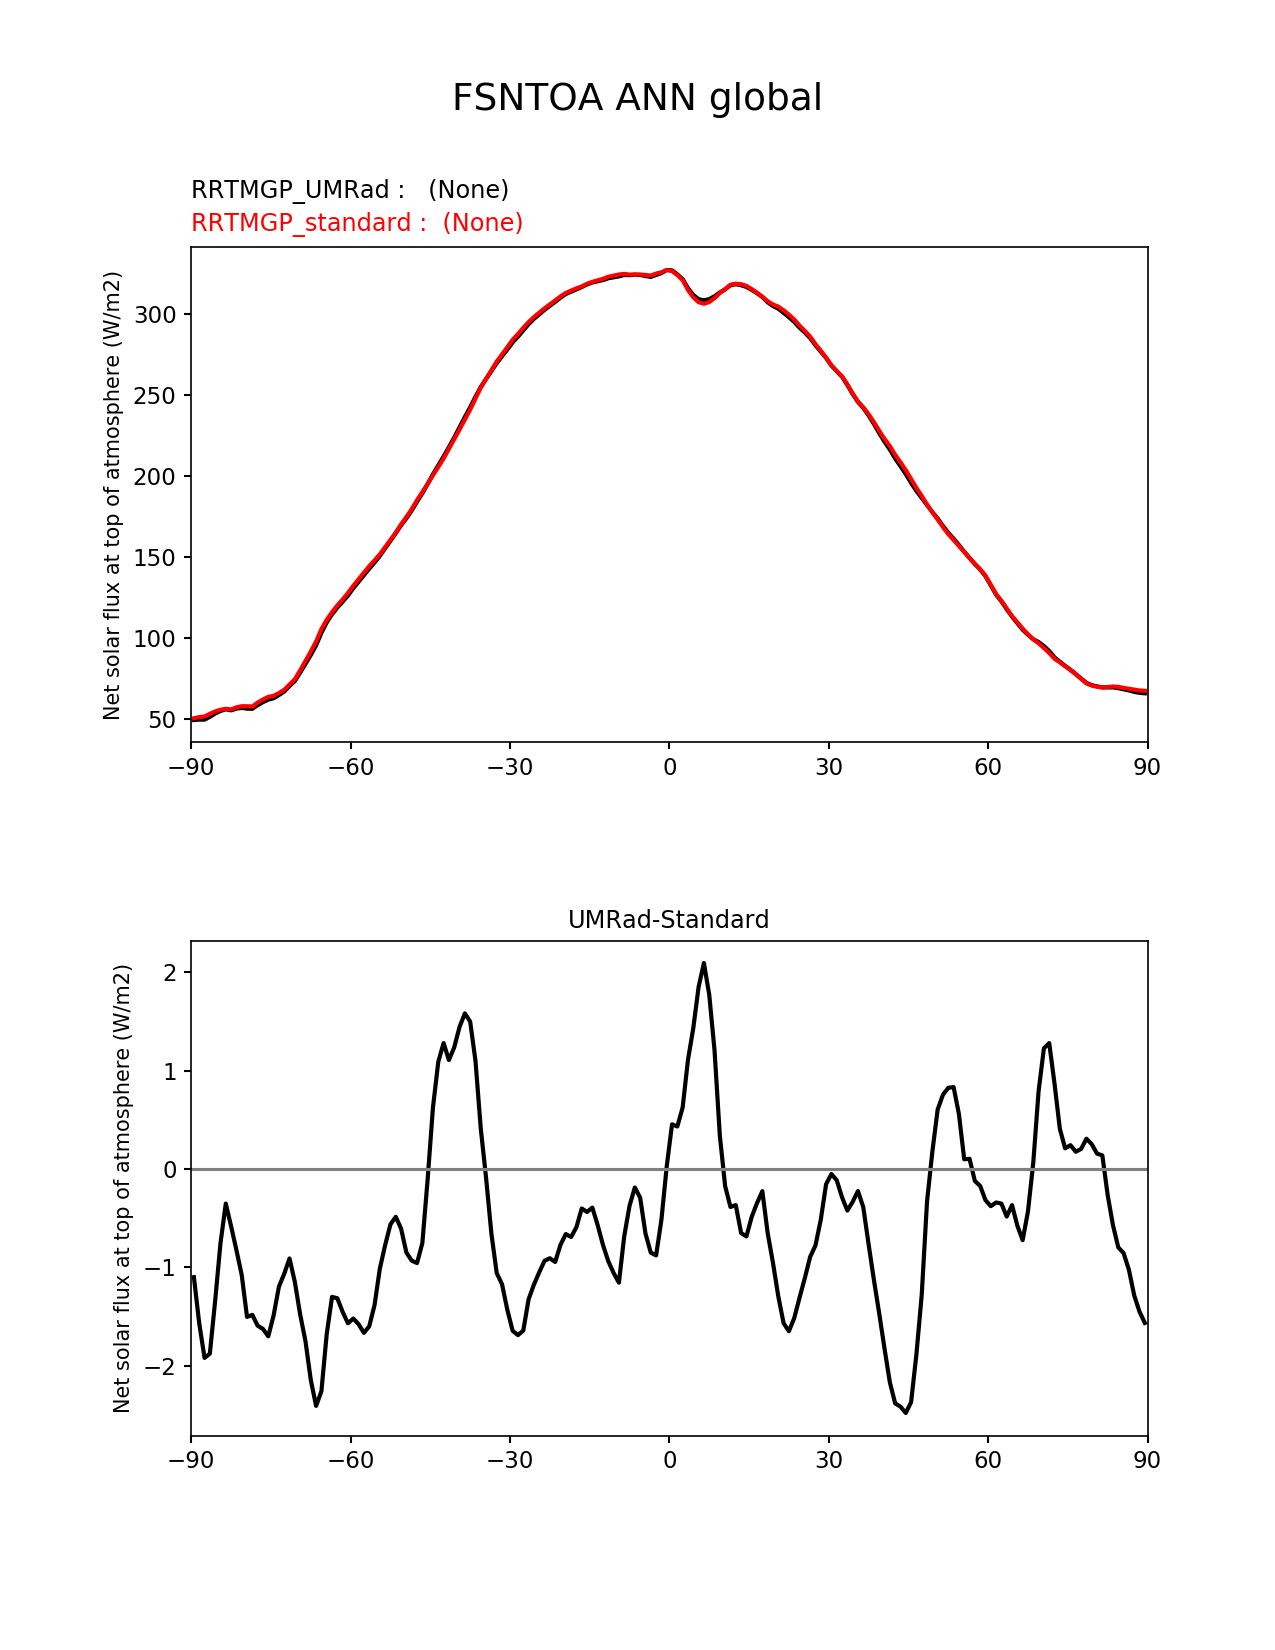 FSNTOA ANN global
RRTMGP_UMRad :   (None)
RRTMGP_standard :  (None)
Net solar flux at top of atmosphere (W/m2)
300
250
200
150
100
50
−90 −60 −30 0 30 60 90
UMRad-Standard
Net solar flux at top of atmosphere (W/m2)
2
1
0
−1
−2
−90 −60 −30 0 30 60 90